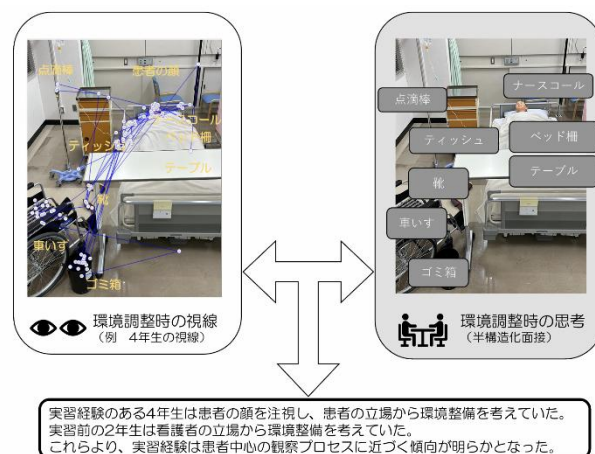 点滴棒
患者の顔
ナースコール
ベッド柵
ティッシュ
テーブル
靴
車いす
ゴミ箱
環境調整時の視線
(例 4年生の視線)
ナースコール
点滴棒
ティッシュ
ベッド柵
テーブル
靴
車いす
ゴミ箱
環境調整時の思考
(半構造化面接)
実習経験のある4年生は患者の顔を注視し、患者の立場から環境整備を考えていた。
実習前の2年生は看護者の立場から環境整備を考えていた。
これらより、実習経験は患者中心の観察プロセスに近づく傾向が明らかとなった。